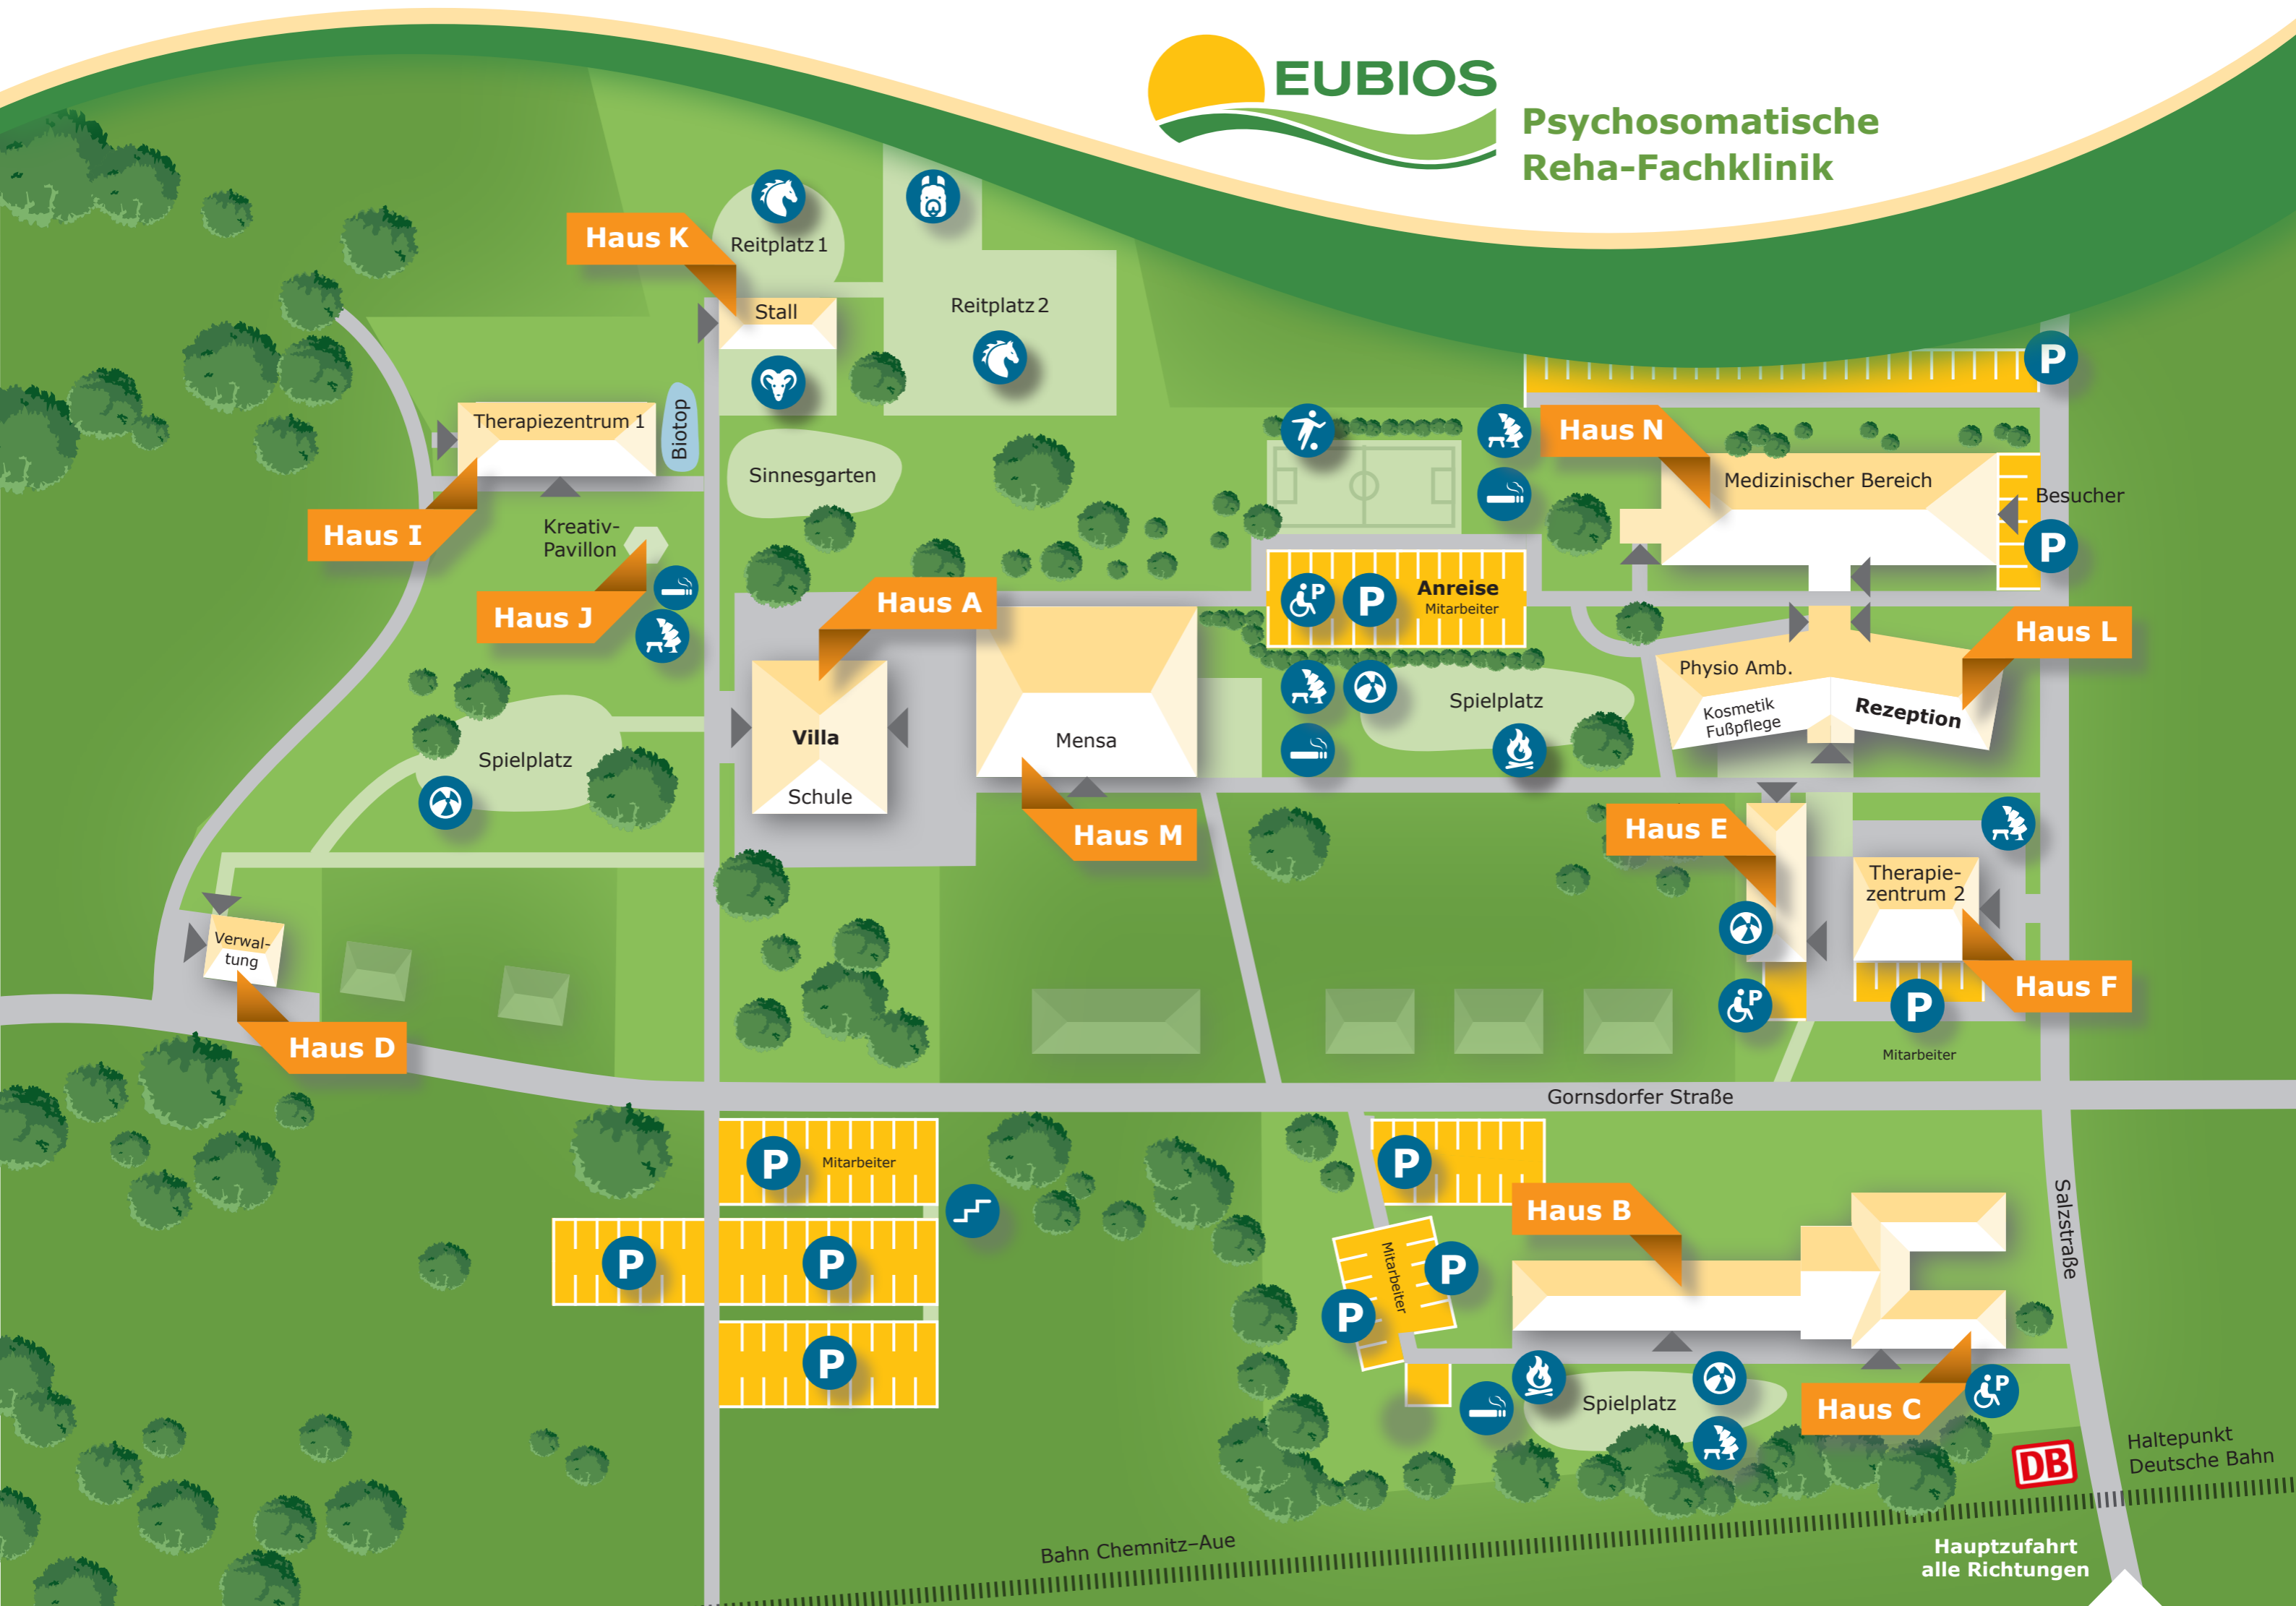 EUBIOS
Psychosomatische
Reha-Fachklinik
Haus K
Reitplatz 1
Stall
Reitplatz 2
P
Therapiezentrum 1
Biotop
Sinnesgarten
Haus N
Medizinischer Bereich
Besucher
P
Haus I
Kreativ-
Pavillon
Haus J
Haus A
P
P
Anreise
Mitarbeiter
Haus L
Physio Amb.
Kosmetik
Fußpflege
Rezeption
Spielplatz
Spielplatz
Villa
Schule
Mensa
Haus M
Haus E
Therapie-
zentrum 2
Verwal-
tung
Haus D
P
P
Haus F
Mitarbeiter
Gornsdorfer Straße
P
Mitarbeiter
P
P
P
P
Mitarbeiter
P
P
Haus B
Salzstraße
Spielplatz
Haus C
P
DB
Haltepunkt
Deutsche Bahn
Bahn Chemnitz–Aue
Hauptzufahrt
alle Richtungen